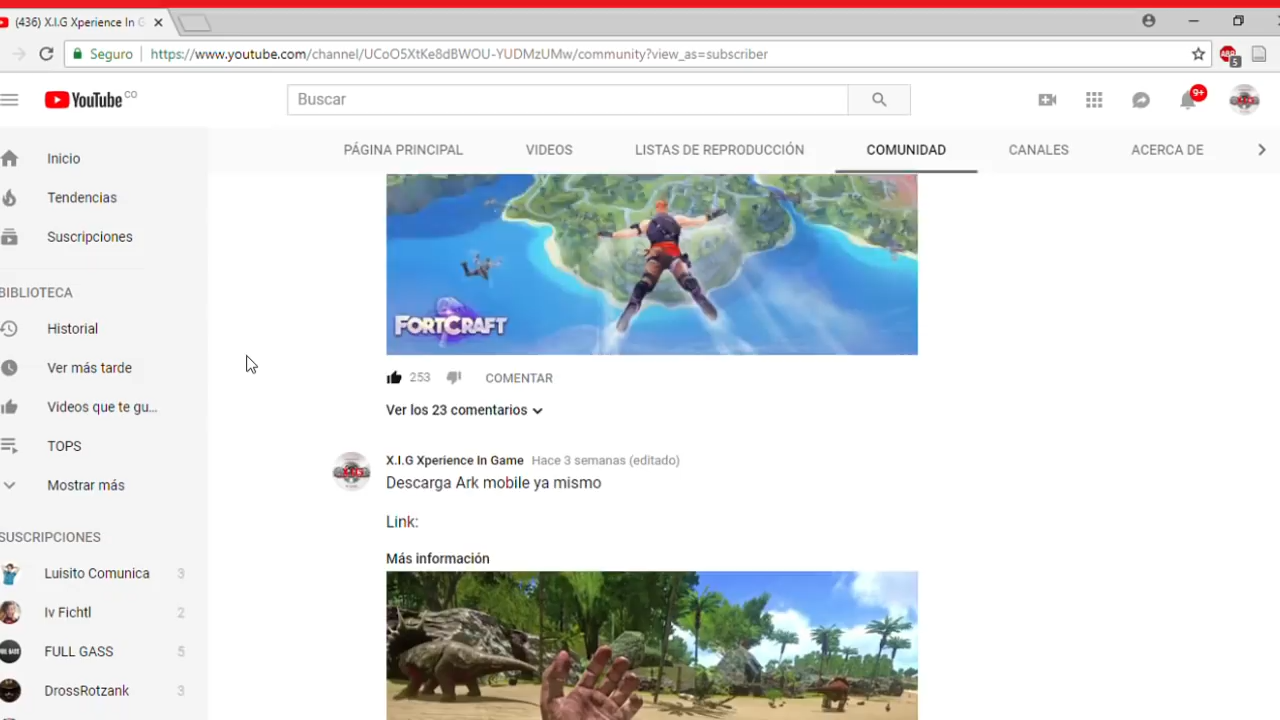 (436) X.I.G Xperience In G
Seguro https://www.youtube.com/channel/UCoO5XtKe8dBWOU-YUDMzUMw/community?view_as=subscriber
ABP 5
YouTube CO
Buscar
9+
PÁGINA PRINCIPAL VIDEOS LISTAS DE REPRODUCCIÓN COMUNIDAD CANALES ACERCA DE
Inicio
Tendencias
Suscripciones
BIBLIOTECA
Historial
Ver más tarde
Videos que te gu...
TOPS
Mostrar más
SUSCRIPCIONES
Luisito Comunica 3
Iv Fichtl 2
FULL GASS 5
DrossRotzank 3
FORTCRAFT
253 COMENTAR
Ver los 23 comentarios
X.I.G Xperience In Game Hace 3 semanas (editado)
Descarga Ark mobile ya mismo
Link:
Más información